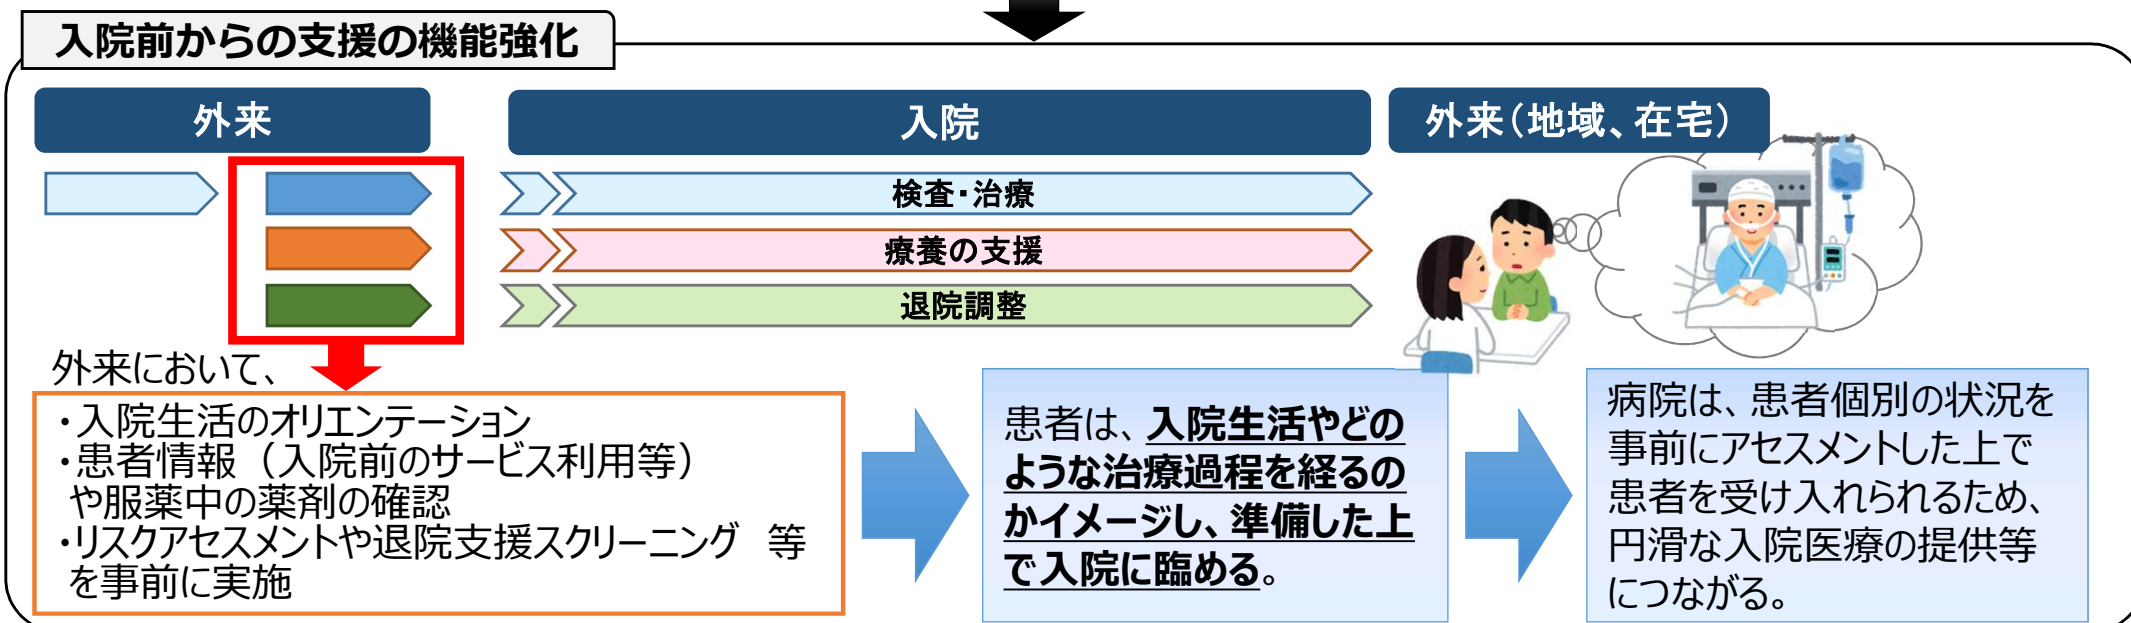 入院前からの支援の機能強化
外来
入院
外来（地域、在宅）
検査・治療
療養の支援
退院調整
外来において、
・入院生活のオリエンテーション
・患者情報（入院前のサービス利用等）
や服薬中の薬剤の確認
・リスクアセスメントや退院支援スクリーニング　等
を事前に実施
患者は、入院生活やどの
ような治療過程を経るの
かイメージし、準備した上
で入院に臨める。
病院は、患者個別の状況を
事前にアセスメントした上で
患者を受け入れられるため、
円滑な入院医療の提供等
につながる。